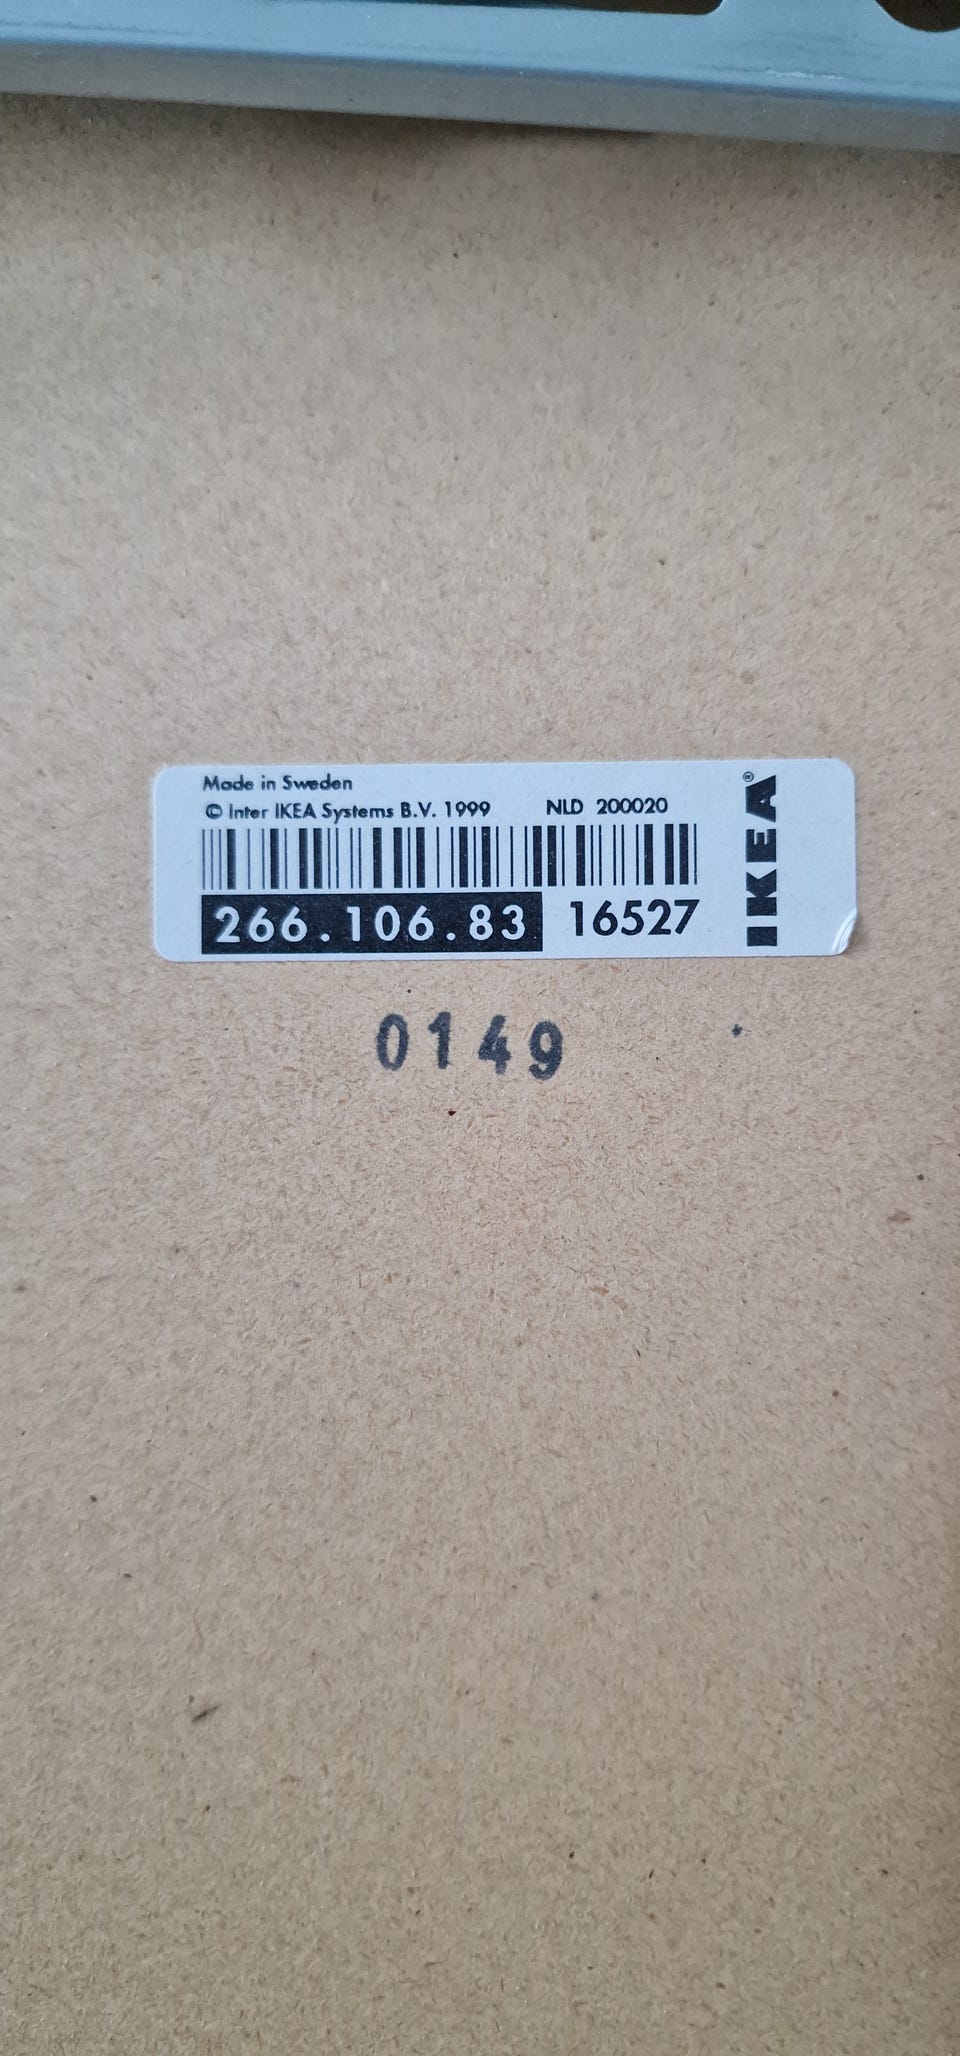 Made in Sweden
© Inter IKEA Systems B.V. 1999 NLD 200020
266.106.83 16527
IKEA®
0149